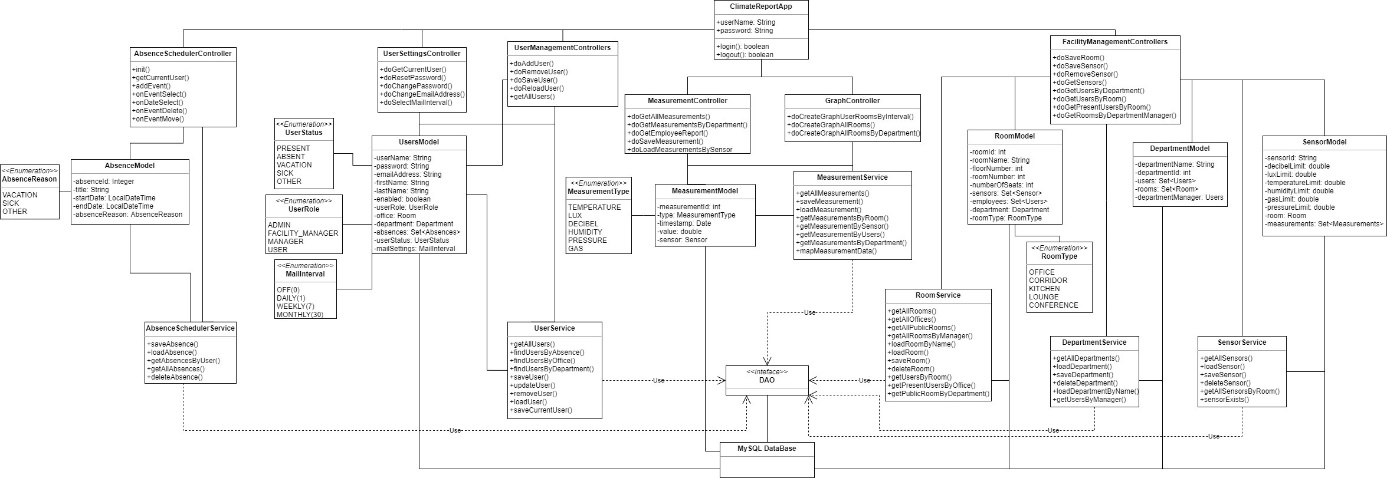 ClimateReportApp
+userName: String
+password: String
+login(): boolean
+logout(): boolean
AbsenceSchedulerController
+init()
+getCurrentUser()
+addEvent()
+onEventSelect()
+onDateSelect()
+onEventDelete()
+onEventMove()
UserSettingsController
+doGetCurrentUser()
+doResetPassword()
+doChangePassword()
+doChangeEmailAddress()
+doSelectMailInterval()
UserManagementControllers
+doAddUser()
+doRemoveUser()
+doSaveUser()
+doReloadUser()
+getAllUsers()
FacilityManagementControllers
+doSaveRoom()
+doSaveSensor()
+doRemoveSensor()
+doGetSensors()
+doGetUsersByDepartment()
+doGetUsersByRoom()
+doGetPresentUsersByRoom()
+doGetRoomsByDepartmentManager()
MeasurementController
+doGetAllMeasurements()
+doGetMeasurementsByDepartment()
+doGetEmployeeReport()
+doSaveMeasurement()
+doLoadMeasurementsBySensor
GraphController
+doCreateGraphUserRoomsByInterval()
+doCreateGraphAllRooms()
+doCreateGraphAllRoomsByDepartment()
<<Enumeration>>
UserStatus
PRESENT
ABSENT
VACATION
SICK
OTHER
UsersModel
-userName: String
-password: String
-emailAddress: String
-firstName: String
-lastName: String
-enabled: boolean
-userRole: UserRole
-office: Room
-department: Department
-absences: Set<Absences>
-userStatus: UserStatus
-mailSettings: MailInterval
RoomModel
-roomId: int
-roomName: String
-floorNumber: int
-roomNumber: int
-numberOfSeats: int
-sensors: Set<Sensor>
-employees: Set<Users>
-department: Department
-roomType: RoomType
DepartmentModel
-departmentName: String
-departmentId: int
-users: Set<Users>
-rooms: Set<Room>
-departmentManager: Users
SensorModel
-sensorId: String
-decibelLimit: double
-luxLimit: double
-temperatureLimit: double
-humidityLimit: double
-gasLimit: double
-pressureLimit: double
-room: Room
-measurements: Set<Measurements>
<<Enumeration>>
AbsenceReason
VACATION
SICK
OTHER
AbsenceModel
-absenceId: Integer
-title: String
-startDate: LocalDateTime
-endDate: LocalDateTime
-absenceReason: AbsenceReason
<<Enumeration>>
UserRole
ADMIN
FACILITY_MANAGER
MANAGER
USER
<<Enumeration>>
MeasurementType
TEMPERATURE
LUX
DECIBEL
HUMIDITY
PRESSURE
GAS
MeasurementModel
-measurementId: Int
-type: MeasurementType
-timestamp: Date
-value: double
-sensor: Sensor
MeasurementService
+getAllMeasurements()
+saveMeasurement()
+loadMeasurement()
+getMeasurementsByRoom()
+getMeasurementBySensor()
+getMeasurementByUsers()
+getMeasurementsByDepartment()
+mapMeasurementData()
<<Enumeration>>
RoomType
OFFICE
CORRIDOR
KITCHEN
LOUNGE
CONFERENCE
<<Enumeration>>
MailInterval
OFF(0)
DAILY(1)
WEEKLY(7)
MONTHLY(30)
AbsenceSchedulerService
+saveAbsence()
+loadAbsence()
+getAbsencesByUser()
+getAllAbsences()
+deleteAbsence()
UserService
+getAllUsers()
+findUsersByAbsence()
+findUsersByOffice()
+findUsersByDepartment()
+saveUser()
+updateUser()
+removeUser()
+loadUser()
+saveCurrentUser()
RoomService
+getAllRooms()
+getAllOffices()
+getAllPublicRooms()
+getAllRoomsByManager()
+loadRoomByName()
+loadRoom()
+saveRoom()
+deleteRoom()
+getUsersByRoom()
+getPresentUsersByOffice()
+getPublicRoomByDepartment()
DepartmentService
+getAllDepartments()
+loadDepartment()
+saveDepartment()
+deleteDepartment()
+loadDepartmentByName()
+getUsersByManager()
SensorService
+getAllSensors()
+loadSensor()
+saveSensor()
+deleteSensor()
+getAllSensorsByRoom()
+sensorExists()
Use
<<Inteface>>
DAO
Use
Use
Use
Use
Use
MySQL DataBase